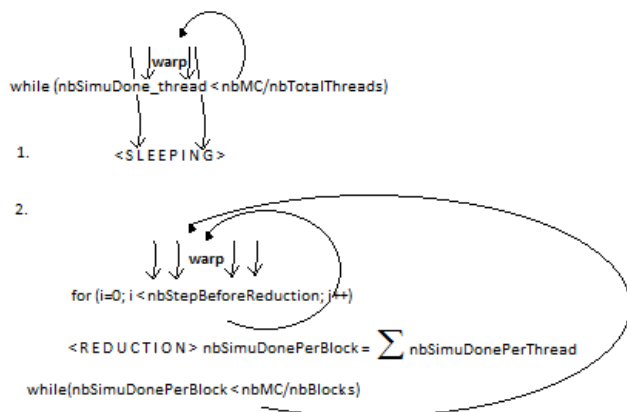 warp
while (nbSimuDone_thread < nbMC/nbTotalThreads)
1. <SLEEPING>
2.
warp
for (i=0; i < nbStepBeforeReduction; i++)
<REDUCTION> nbSimuDonePerBlock = ∑ nbSimuDonePerThread
while(nbSimuDonePerBlock < nbMC/nbBlocks)